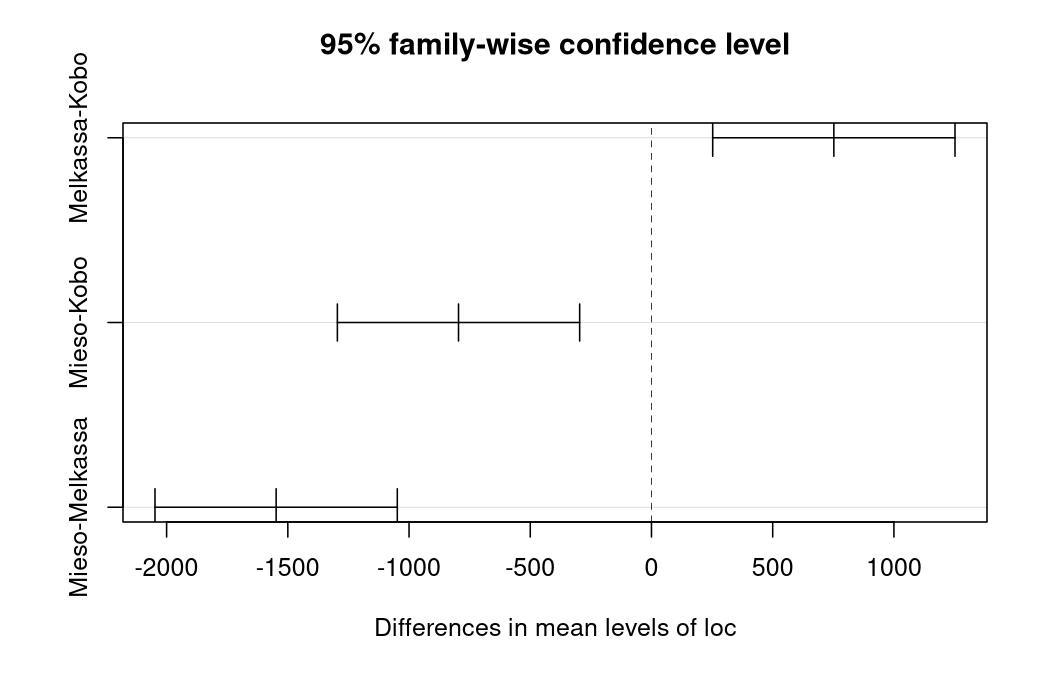 95% family-wise confidence level
Melkassa-Kobo
Mieso-Kobo
Mieso-Melkassa
-2000 -1500 -1000 -500 0 500 1000
Differences in mean levels of loc